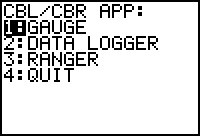 CBL/CBR APP:
1:GAUGE
2:DATA LOGGER
3:RANGER
4:QUIT